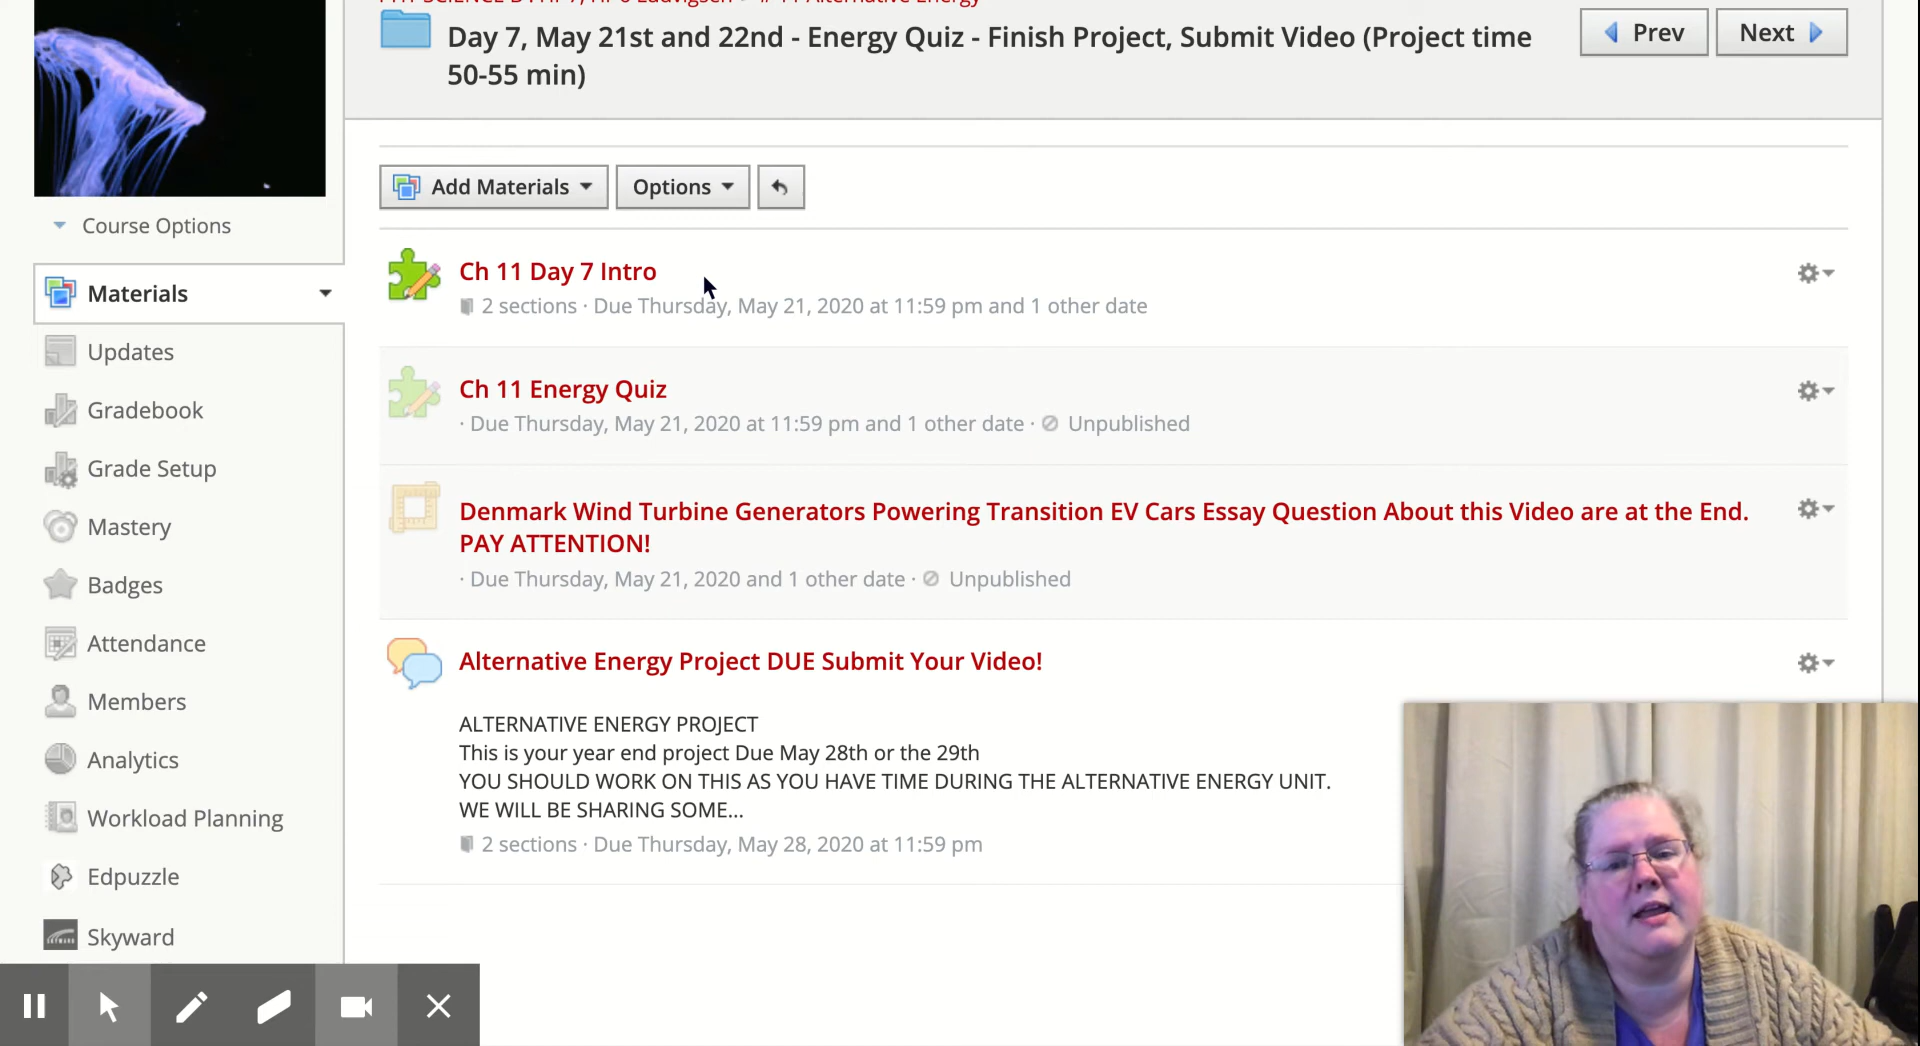 Day 7, May 21st and 22nd - Energy Quiz - Finish Project, Submit Video (Project time
50-55 min)
Prev
Next
Add Materials
Options
Course Options
Materials
Updates
Gradebook
Grade Setup
Mastery
Badges
Attendance
Members
Analytics
Workload Planning
Edpuzzle
Skyward
Ch 11 Day 7 Intro
2 sections · Due Thursday, May 21, 2020 at 11:59 pm and 1 other date
Ch 11 Energy Quiz
· Due Thursday, May 21, 2020 at 11:59 pm and 1 other date · Unpublished
Denmark Wind Turbine Generators Powering Transition EV Cars Essay Question About this Video are at the End.
PAY ATTENTION!
· Due Thursday, May 21, 2020 and 1 other date · Unpublished
Alternative Energy Project DUE Submit Your Video!
ALTERNATIVE ENERGY PROJECT
This is your year end project Due May 28th or the 29th
YOU SHOULD WORK ON THIS AS YOU HAVE TIME DURING THE ALTERNATIVE ENERGY UNIT.
WE WILL BE SHARING SOME...
2 sections · Due Thursday, May 28, 2020 at 11:59 pm